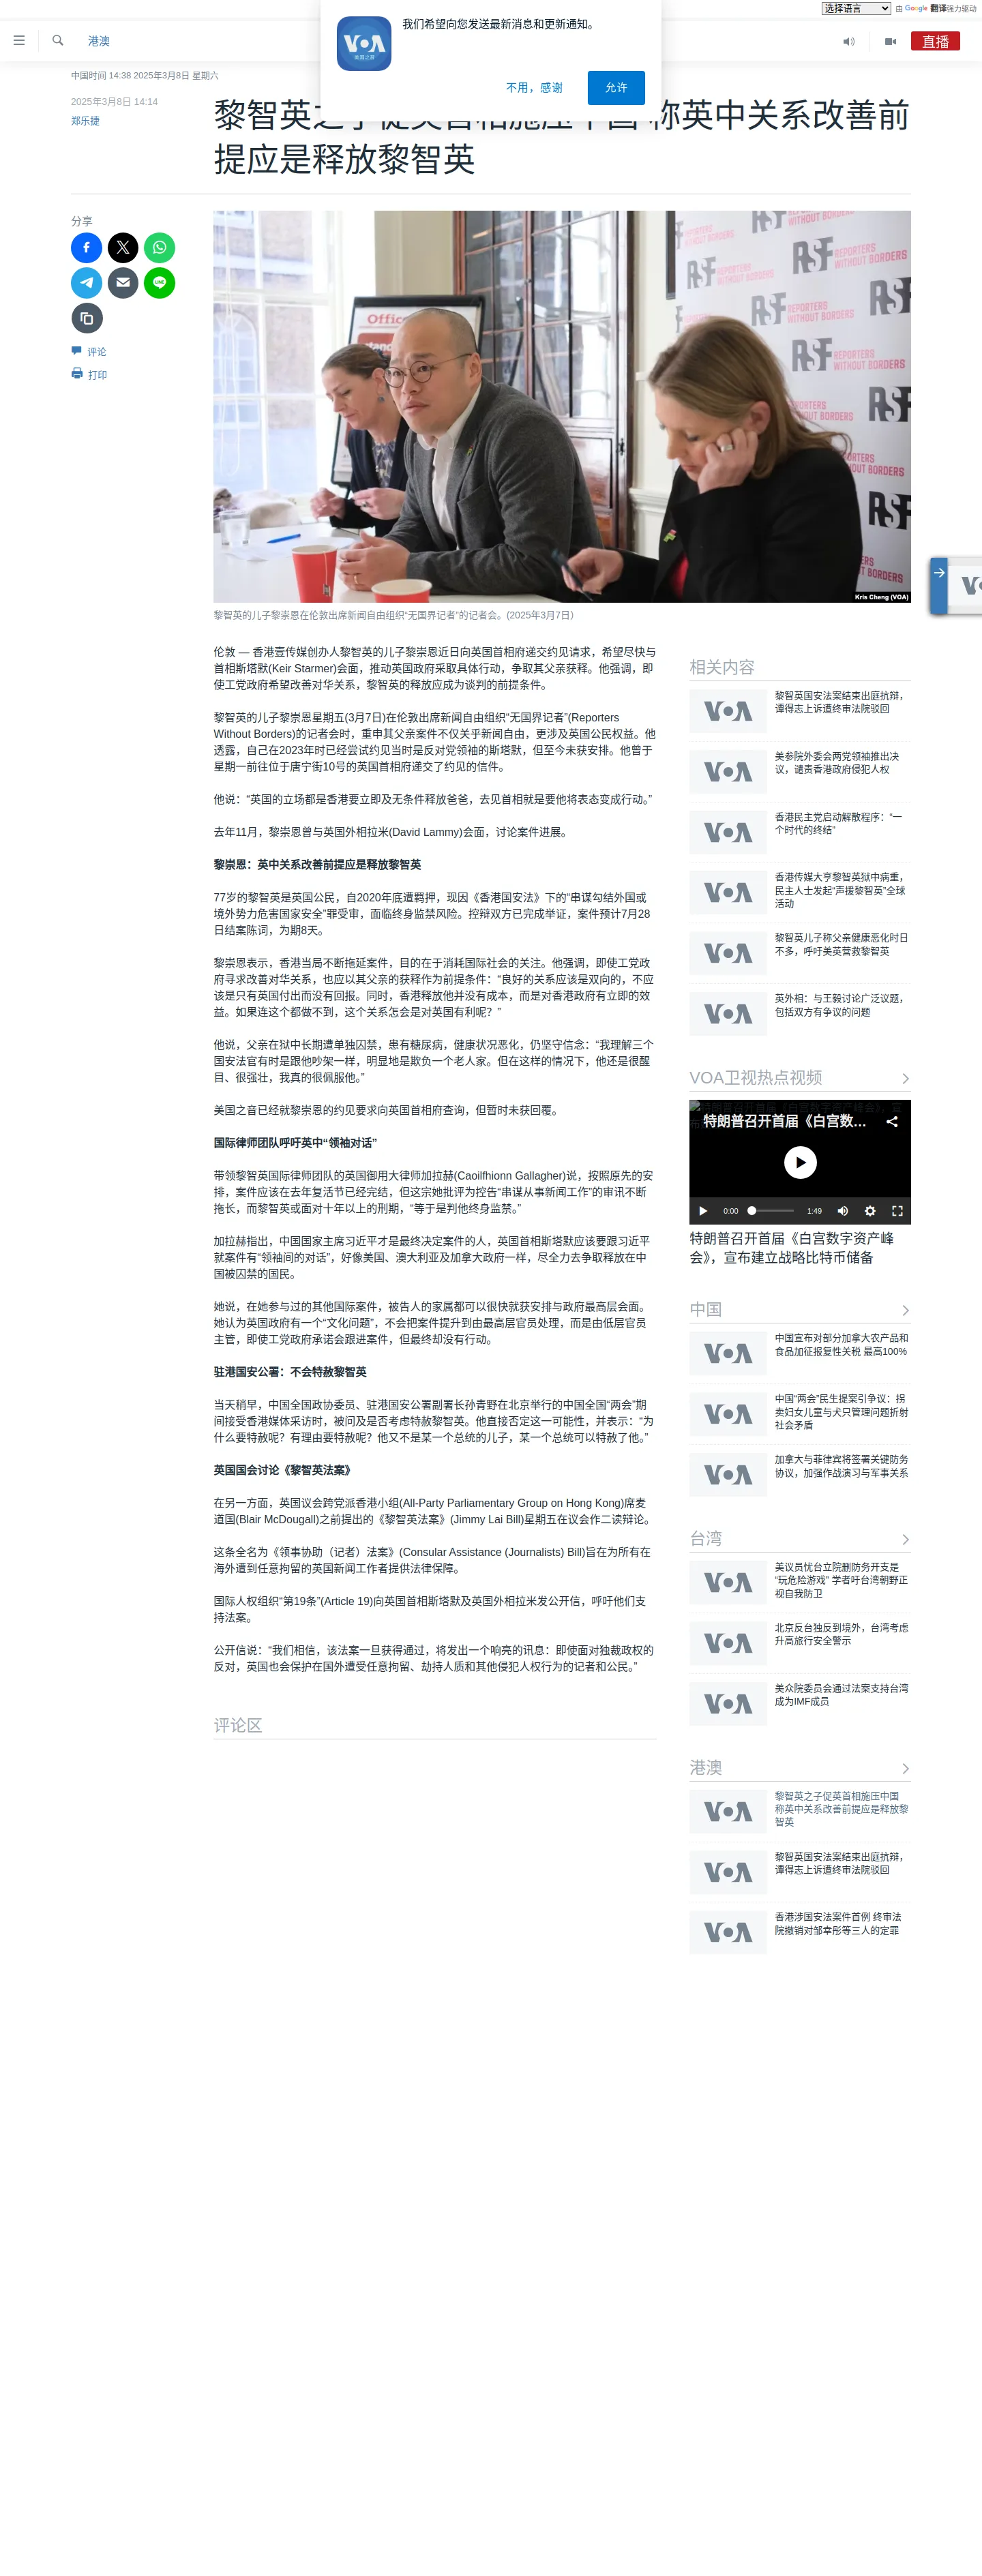 选择语言 由 Google 翻译强力驱动
我们希望向您发送最新消息和更新通知。
VOA
美国之音
不用，感谢
允许
港澳
直播
中国时间 14:38 2025年3月8日 星期六
2025年3月8日 14:14
郑乐捷
黎智英之子促英首相施压中国 称英中关系改善前
提应是释放黎智英
分享
评论
打印
Office
RSF REPORTERS WITHOUT BORDERS
Kris Cheng (VOA)
黎智英的儿子黎崇恩在伦敦出席新闻自由组织“无国界记者”的记者会。(2025年3月7日）
伦敦 — 香港壹传媒创办人黎智英的儿子黎崇恩近日向英国首相府递交约见请求，希望尽快与
首相斯塔默(Keir Starmer)会面，推动英国政府采取具体行动，争取其父亲获释。他强调，即
使工党政府希望改善对华关系，黎智英的释放应成为谈判的前提条件。
黎智英的儿子黎崇恩星期五(3月7日)在伦敦出席新闻自由组织“无国界记者”(Reporters
Without Borders)的记者会时，重申其父亲案件不仅关乎新闻自由，更涉及英国公民权益。他
透露，自己在2023年时已经尝试约见当时是反对党领袖的斯塔默，但至今未获安排。他曾于
星期一前往位于唐宁街10号的英国首相府递交了约见的信件。
他说：“英国的立场都是香港要立即及无条件释放爸爸，去见首相就是要他将表态变成行动。”
去年11月，黎崇恩曾与英国外相拉米(David Lammy)会面，讨论案件进展。
黎崇恩：英中关系改善前提应是释放黎智英
77岁的黎智英是英国公民，自2020年底遭羁押，现因《香港国安法》下的“串谋勾结外国或
境外势力危害国家安全”罪受审，面临终身监禁风险。控辩双方已完成举证，案件预计7月28
日结案陈词，为期8天。
黎崇恩表示，香港当局不断拖延案件，目的在于消耗国际社会的关注。他强调，即使工党政
府寻求改善对华关系，也应以其父亲的获释作为前提条件：“良好的关系应该是双向的，不应
该是只有英国付出而没有回报。同时，香港释放他并没有成本，而是对香港政府有立即的效
益。如果连这个都做不到，这个关系怎会是对英国有利呢？”
他说，父亲在狱中长期遭单独囚禁，患有糖尿病，健康状况恶化，仍坚守信念：“我理解三个
国安法官有时是跟他吵架一样，明显地是欺负一个老人家。但在这样的情况下，他还是很醒
目、很强壮，我真的很佩服他。”
美国之音已经就黎崇恩的约见要求向英国首相府查询，但暂时未获回覆。
国际律师团队呼吁英中“领袖对话”
带领黎智英国际律师团队的英国御用大律师加拉赫(Caoilfhionn Gallagher)说，按照原先的安
排，案件应该在去年复活节已经完结，但这宗她批评为控告“串谋从事新闻工作”的审讯不断
拖长，而黎智英或面对十年以上的刑期，“等于是判他终身监禁。”
加拉赫指出，中国国家主席习近平才是最终决定案件的人，英国首相斯塔默应该要跟习近平
就案件有“领袖间的对话”，好像美国、澳大利亚及加拿大政府一样，尽全力去争取释放在中
国被囚禁的国民。
她说，在她参与过的其他国际案件，被告人的家属都可以很快就获安排与政府最高层会面。
她认为英国政府有一个“文化问题”，不会把案件提升到由最高层官员处理，而是由低层官员
主管，即使工党政府承诺会跟进案件，但最终却没有行动。
驻港国安公署：不会特赦黎智英
当天稍早，中国全国政协委员、驻港国安公署副署长孙青野在北京举行的中国全国“两会”期
间接受香港媒体采访时，被问及是否考虑特赦黎智英。他直接否定这一可能性，并表示：“为
什么要特赦呢？有理由要特赦呢？他又不是某一个总统的儿子，某一个总统可以特赦了他。”
英国国会讨论《黎智英法案》
在另一方面，英国议会跨党派香港小组(All-Party Parliamentary Group on Hong Kong)席麦
道国(Blair McDougall)之前提出的《黎智英法案》(Jimmy Lai Bill)星期五在议会作二读辩论。
这条全名为《领事协助（记者）法案》(Consular Assistance (Journalists) Bill)旨在为所有在
海外遭到任意拘留的英国新闻工作者提供法律保障。
国际人权组织“第19条”(Article 19)向英国首相斯塔默及英国外相拉米发公开信，呼吁他们支
持法案。
公开信说：“我们相信，该法案一旦获得通过，将发出一个响亮的讯息：即使面对独裁政权的
反对，英国也会保护在国外遭受任意拘留、劫持人质和其他侵犯人权行为的记者和公民。”
评论区
相关内容
黎智英国安法案结束出庭抗辩，
谭得志上诉遭终审法院驳回
美参院外委会两党领袖推出决
议，谴责香港政府侵犯人权
香港民主党启动解散程序：“一
个时代的终结”
香港传媒大亨黎智英狱中病重，
民主人士发起“声援黎智英”全球
活动
黎智英儿子称父亲健康恶化时日
不多，呼吁美英营救黎智英
英外相：与王毅讨论广泛议题，
包括双方有争议的问题
VOA卫视热点视频
特朗普召开首届《白宫数...
0:00 1:49
特朗普召开首届《白宫数字资产峰
会》，宣布建立战略比特币储备
中国
中国宣布对部分加拿大农产品和
食品加征报复性关税 最高100%
中国“两会”民生提案引争议：拐
卖妇女儿童与犬只管理问题折射
社会矛盾
加拿大与菲律宾将签署关键防务
协议，加强作战演习与军事关系
台湾
美议员忧台立院删防务开支是
“玩危险游戏” 学者吁台湾朝野正
视自我防卫
北京反台独反到境外，台湾考虑
升高旅行安全警示
美众院委员会通过法案支持台湾
成为IMF成员
港澳
黎智英之子促英首相施压中国
称英中关系改善前提应是释放黎
智英
黎智英国安法案结束出庭抗辩，
谭得志上诉遭终审法院驳回
香港涉国安法案件首例 终审法
院撤销对邹幸彤等三人的定罪